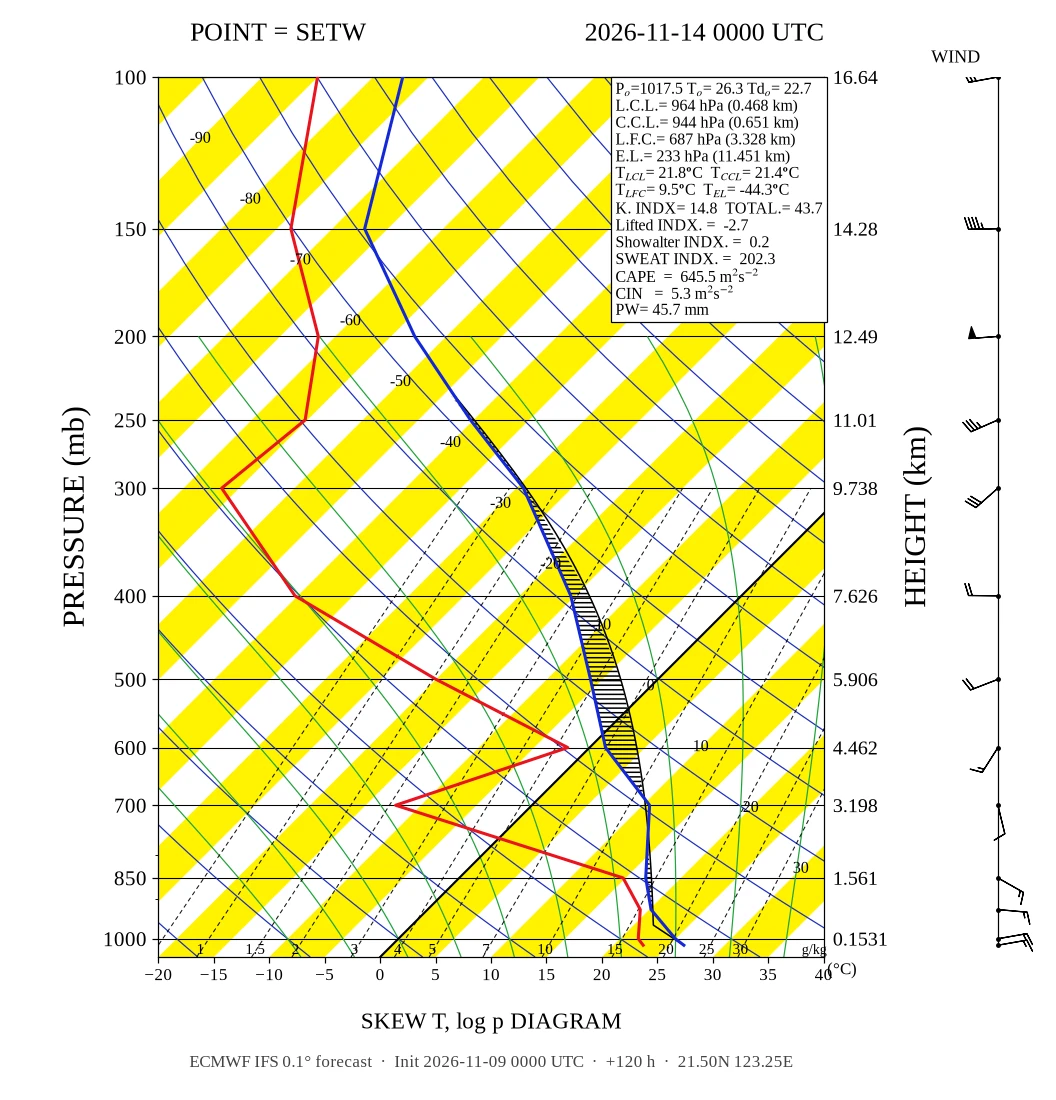 POINT = SETW
2026-11-14 0000 UTC
WIND
100
16.64
Pₒ=1017.5 Tₒ= 26.3 Tdₒ= 22.7
L.C.L.= 964 hPa (0.468 km)
C.C.L.= 944 hPa (0.651 km)
L.F.C.= 687 hPa (3.328 km)
E.L.= 233 hPa (11.451 km)
T_LCL= 21.8°C T_CCL= 21.4°C
T_LFC= 9.5°C T_EL= -44.3°C
K. INDX= 14.8 TOTAL.= 43.7
Lifted INDX. = -2.7
Showalter INDX. = 0.2
SWEAT INDX. = 202.3
CAPE = 645.5 m²s⁻²
CIN = 5.3 m²s⁻²
PW= 45.7 mm
-90
-80
150
14.28
-70
-60
200
12.49
-50
250
11.01
-40
300
9.738
-30
-20
400
7.626
-10
500
5.906
0
600
4.462
10
700
3.198
20
850
1.561
30
1000
0.1531
1 1.5 2 3 4 5 7 10 15 20 25 30 g/kg
−20 −15 −10 −5 0 5 10 15 20 25 30 35 40
(°C)
PRESSURE (mb)
HEIGHT (km)
SKEW T, log p DIAGRAM
ECMWF IFS 0.1° forecast · Init 2026-11-09 0000 UTC · +120 h · 21.50N 123.25E